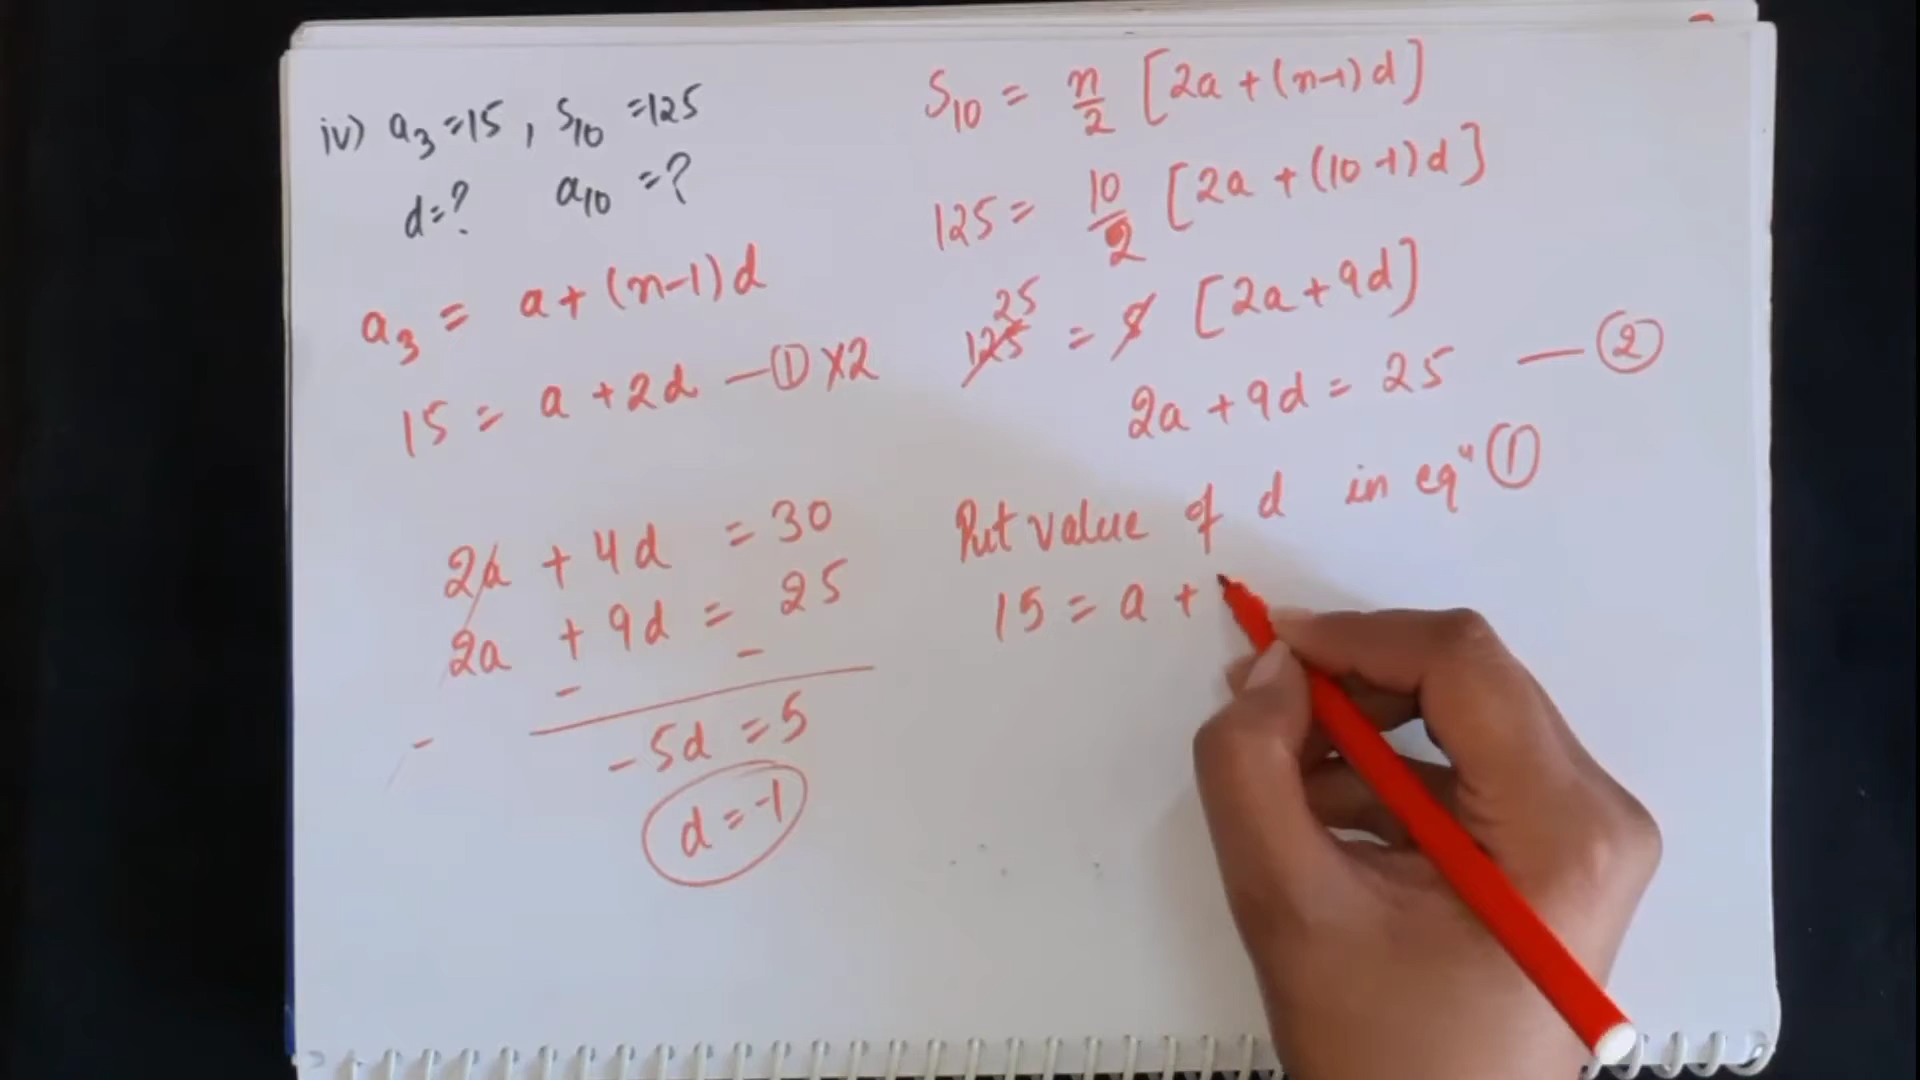 iv) a₃=15, S₁₀=125
d=? a₁₀=?
a₃ = a+(n-1)d
15 = a+2d —① ×2
2a + 4d = 30
2a + 9d = 25
- - -
-5d = 5
d = -1
S₁₀ = n/2 [2a+(n-1)d]
125 = 10/2 [2a+(10-1)d]
25
125 = 5 [2a+9d]
2a+9d = 25 —②
Put value of d in eqⁿ ①
15 = a +